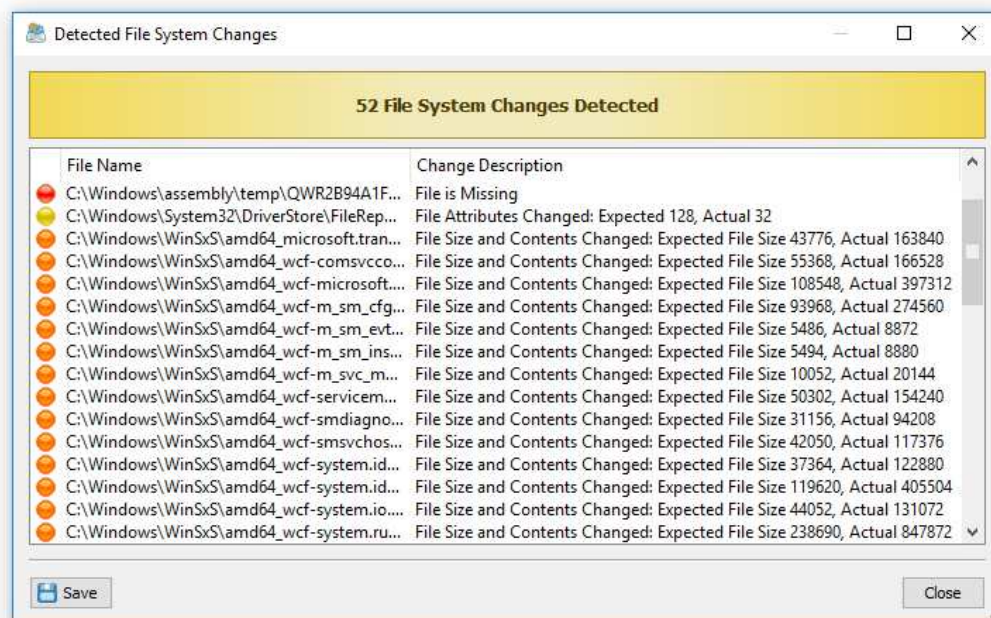 Detected File System Changes
52 File System Changes Detected
File Name Change Description
C:\Windows\assembly\temp\QWR2B94A1F... File is Missing
C:\Windows\System32\DriverStore\FileRep... File Attributes Changed: Expected 128, Actual 32
C:\Windows\WinSxS\amd64_microsoft.tran... File Size and Contents Changed: Expected File Size 43776, Actual 163840
C:\Windows\WinSxS\amd64_wcf-comsvcco... File Size and Contents Changed: Expected File Size 55368, Actual 166528
C:\Windows\WinSxS\amd64_wcf-microsoft.... File Size and Contents Changed: Expected File Size 108548, Actual 397312
C:\Windows\WinSxS\amd64_wcf-m_sm_cfg... File Size and Contents Changed: Expected File Size 93968, Actual 274560
C:\Windows\WinSxS\amd64_wcf-m_sm_evt... File Size and Contents Changed: Expected File Size 5486, Actual 8872
C:\Windows\WinSxS\amd64_wcf-m_sm_ins... File Size and Contents Changed: Expected File Size 5494, Actual 8880
C:\Windows\WinSxS\amd64_wcf-m_svc_m... File Size and Contents Changed: Expected File Size 10052, Actual 20144
C:\Windows\WinSxS\amd64_wcf-servicem... File Size and Contents Changed: Expected File Size 50302, Actual 154240
C:\Windows\WinSxS\amd64_wcf-smdiagno... File Size and Contents Changed: Expected File Size 31156, Actual 94208
C:\Windows\WinSxS\amd64_wcf-smsvchos... File Size and Contents Changed: Expected File Size 42050, Actual 117376
C:\Windows\WinSxS\amd64_wcf-system.id... File Size and Contents Changed: Expected File Size 37364, Actual 122880
C:\Windows\WinSxS\amd64_wcf-system.id... File Size and Contents Changed: Expected File Size 119620, Actual 405504
C:\Windows\WinSxS\amd64_wcf-system.io.... File Size and Contents Changed: Expected File Size 44052, Actual 131072
C:\Windows\WinSxS\amd64_wcf-system.ru... File Size and Contents Changed: Expected File Size 238690, Actual 847872
Save Close